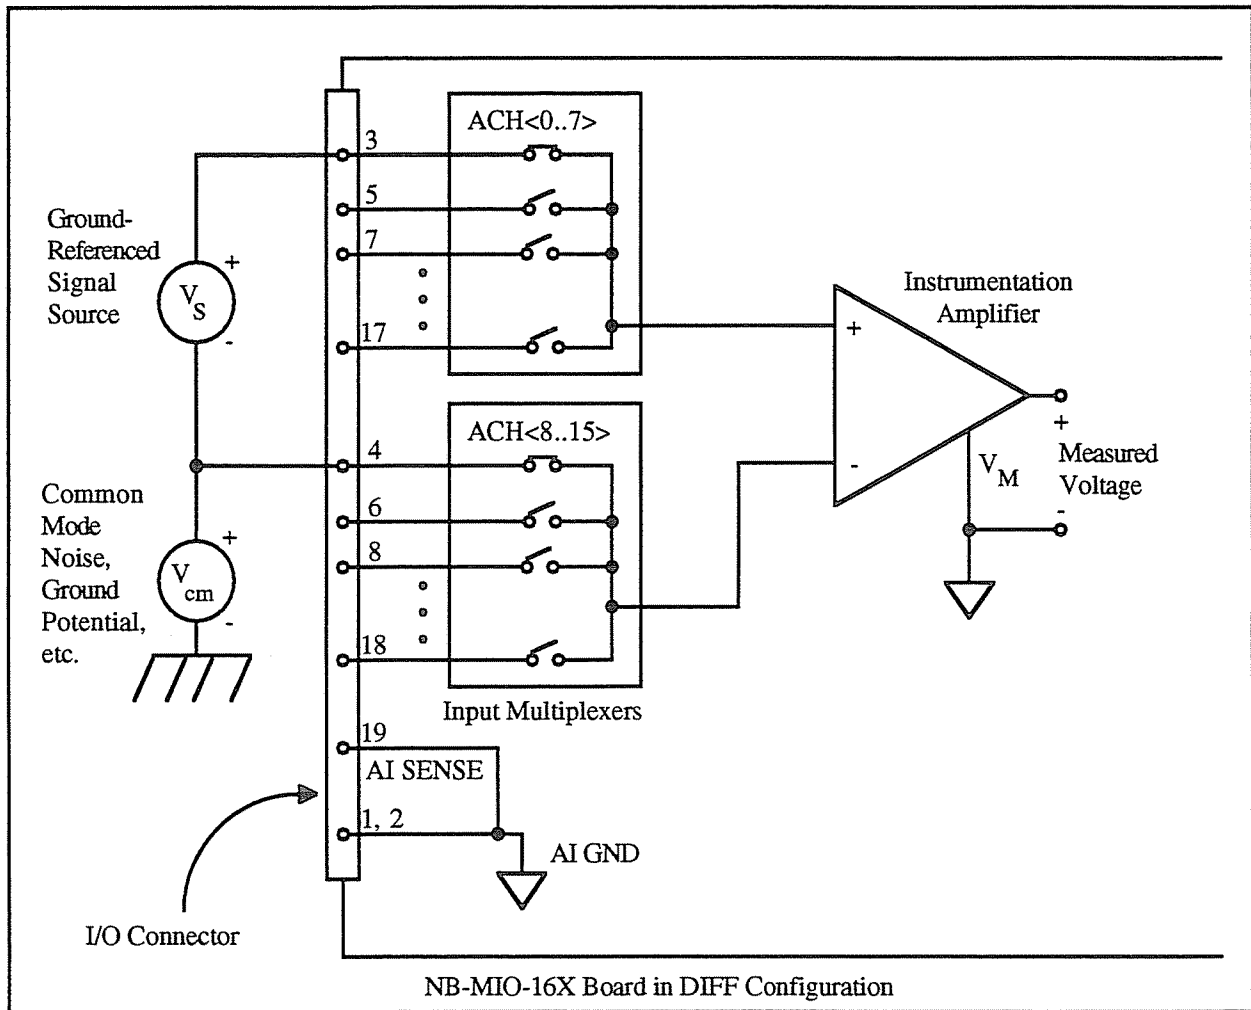 ACH<0..7>
3
5
7
17
Ground-
Referenced
Signal
Source
+
V
S
-
Instrumentation
Amplifier
+
-
+
V
M
Measured
Voltage
-
ACH<8..15>
4
6
8
18
Input Multiplexers
Common
Mode
Noise,
Ground
Potential,
etc.
+
V
cm
-
19
AI SENSE
1, 2
AI GND
I/O Connector
NB-MIO-16X Board in DIFF Configuration